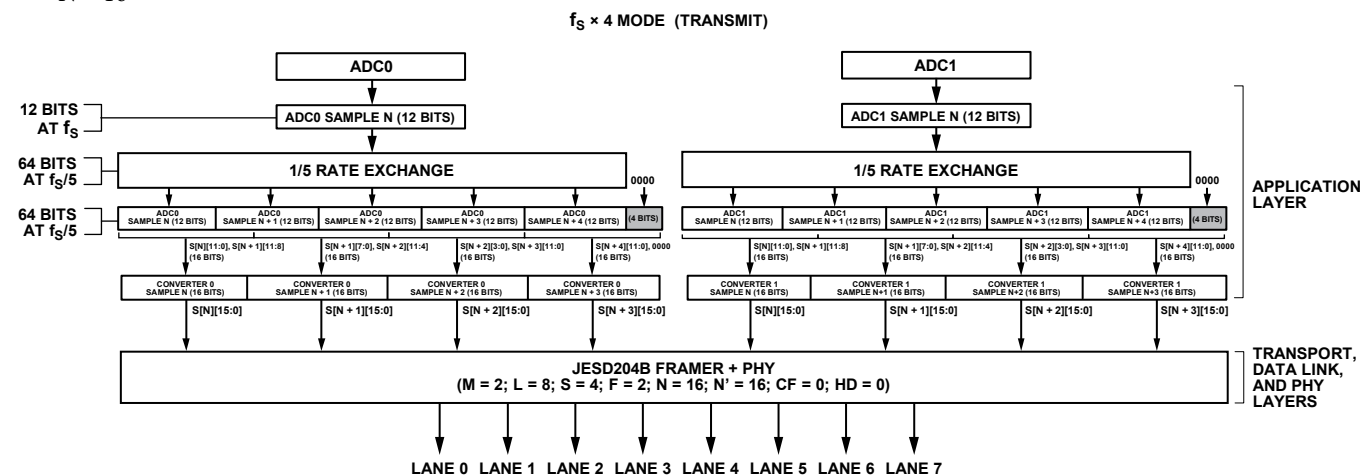 f_S × 4 MODE (TRANSMIT)
ADC0
ADC1
12 BITS
AT f_S
ADC0 SAMPLE N (12 BITS)
ADC1 SAMPLE N (12 BITS)
64 BITS
AT f_S/5
1/5 RATE EXCHANGE
0000
1/5 RATE EXCHANGE
0000
APPLICATION
LAYER
64 BITS
AT f_S/5
ADC0
SAMPLE N (12 BITS)
ADC0
SAMPLE N + 1 (12 BITS)
ADC0
SAMPLE N + 2 (12 BITS)
ADC0
SAMPLE N + 3 (12 BITS)
ADC0
SAMPLE N + 4 (12 BITS)
(4 BITS)
ADC1
SAMPLE N (12 BITS)
ADC1
SAMPLE N + 1 (12 BITS)
ADC1
SAMPLE N + 2 (12 BITS)
ADC1
SAMPLE N + 3 (12 BITS)
ADC1
SAMPLE N + 4 (12 BITS)
(4 BITS)
S[N][11:0], S[N + 1][11:8]
(16 BITS)
S[N + 1][7:0], S[N + 2][11:4]
(16 BITS)
S[N + 2][3:0], S[N + 3][11:0]
(16 BITS)
S[N + 4][11:0], 0000
(16 BITS)
S[N][11:0], S[N + 1][11:8]
(16 BITS)
S[N + 1][7:0], S[N + 2][11:4]
(16 BITS)
S[N + 2][3:0], S[N + 3][11:0]
(16 BITS)
S[N + 4][11:0], 0000
(16 BITS)
CONVERTER 0
SAMPLE N (16 BITS)
CONVERTER 0
SAMPLE N + 1 (16 BITS)
CONVERTER 0
SAMPLE N + 2 (16 BITS)
CONVERTER 0
SAMPLE N + 3 (16 BITS)
CONVERTER 1
SAMPLE N (16 BITS)
CONVERTER 1
SAMPLE N+1 (16 BITS)
CONVERTER 1
SAMPLE N+2 (16 BITS)
CONVERTER 1
SAMPLE N+3 (16 BITS)
S[N][15:0]
S[N + 1][15:0]
S[N + 2][15:0]
S[N + 3][15:0]
S[N][15:0]
S[N + 1][15:0]
S[N + 2][15:0]
S[N + 3][15:0]
JESD204B FRAMER + PHY
(M = 2; L = 8; S = 4; F = 2; N = 16; N' = 16; CF = 0; HD = 0)
TRANSPORT,
DATA LINK,
AND PHY
LAYERS
LANE 0 LANE 1 LANE 2 LANE 3 LANE 4 LANE 5 LANE 6 LANE 7